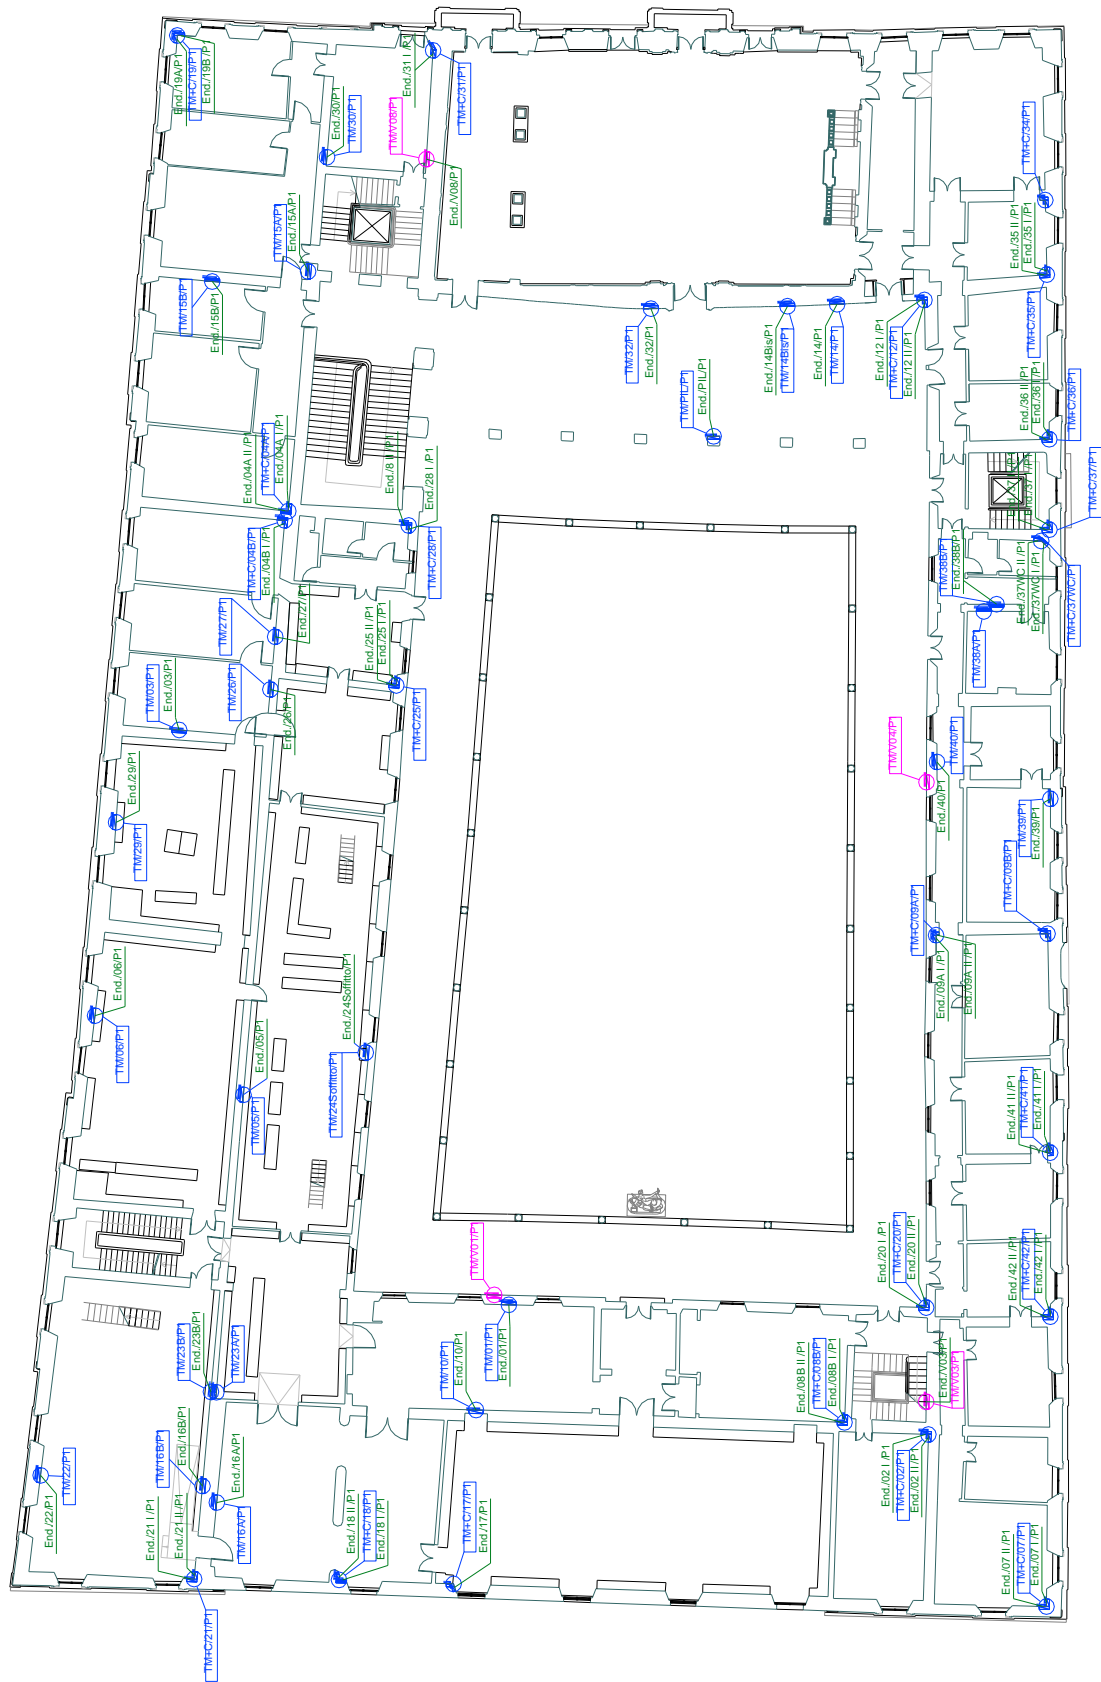 End./19A/P1
TM+C/19/P1
End./19B /P1
End./31 I /P1
TM+C/31/P1
End./30/P1
TM/30/P1
TM/V08/P1
End./V08/P1
TM+C/34/P1
TM/15A/P1
End./15A/P1
End./35 II /P1
End./35 I /P1
TM+C/35/P1
TM/15B/P1
End./15B/P1
TM/32/P1
End./32/P1
End./14Bis/P1
TM/14Bis/P1
End./14/P1
TM/14/P1
End./12 I /P1
TM+C/12/P1
End./12 II /P1
TM/PIL/P1
End./PIL/P1
End./36 II /P1
End./36 I /P1
TM+C/36/P1
End./04A II /P1
TM+C/04A/P1
End./04A I /P1
End./8 II /P1
End./28 I /P1
TM+C/28/P1
End./37 I /P1
TM+C/37/P1
TM+C/04B/P1
End./04B I /P1
TM/38B/P1
End./38B/P1
End./37WC II /P1
End./37WC I /P1
TM+C/37WC/P1
TM/27/P1
End./27/P1
End./25 II /P1
End./25 I /P1
TM+C/25/P1
TM/38A/P1
TM/03/P1
End./03/P1
TM/26/P1
End./26/P1
TM/V04/P1
TM/40/P1
End./40/P1
End./29/P1
TM/29/P1
TM/39/P1
End./39/P1
TM+C/09B/P1
TM+C/09A/P1
End./09A I /P1
End./09A II /P1
End./06/P1
TM/06/P1
End./24Soffitto/P1
TM/24Soffitto/P1
End./05/P1
TM/05/P1
End./41 II /P1
TM+C/41/P1
End./41 I /P1
TM/V01/P1
End./20 I /P1
TM+C/20/P1
End./20 II /P1
End./42 II /P1
TM+C/42/P1
End./42 I /P1
TM/23B/P1
End./23B/P1
TM/23A/P1
End./10/P1
TM/10/P1
TM/01/P1
End./01/P1
End./08B II /P1
TM+C/08B/P1
End./08B I /P1
End./V03/P1
TM/V03/P1
TM/22/P1
End./22/P1
TM/16B/P1
End./16B/P1
End./16A/P1
TM/16A/P1
End./21 I /P1
End./21 II /P1
TM+C/21/P1
End./18 II /P1
TM+C/18/P1
End./18 I /P1
TM+C/17/P1
End./17/P1
End./02 I /P1
TM+C/02/P1
End./02 II /P1
End./07 II /P1
TM+C/07/P1
End./07 I /P1